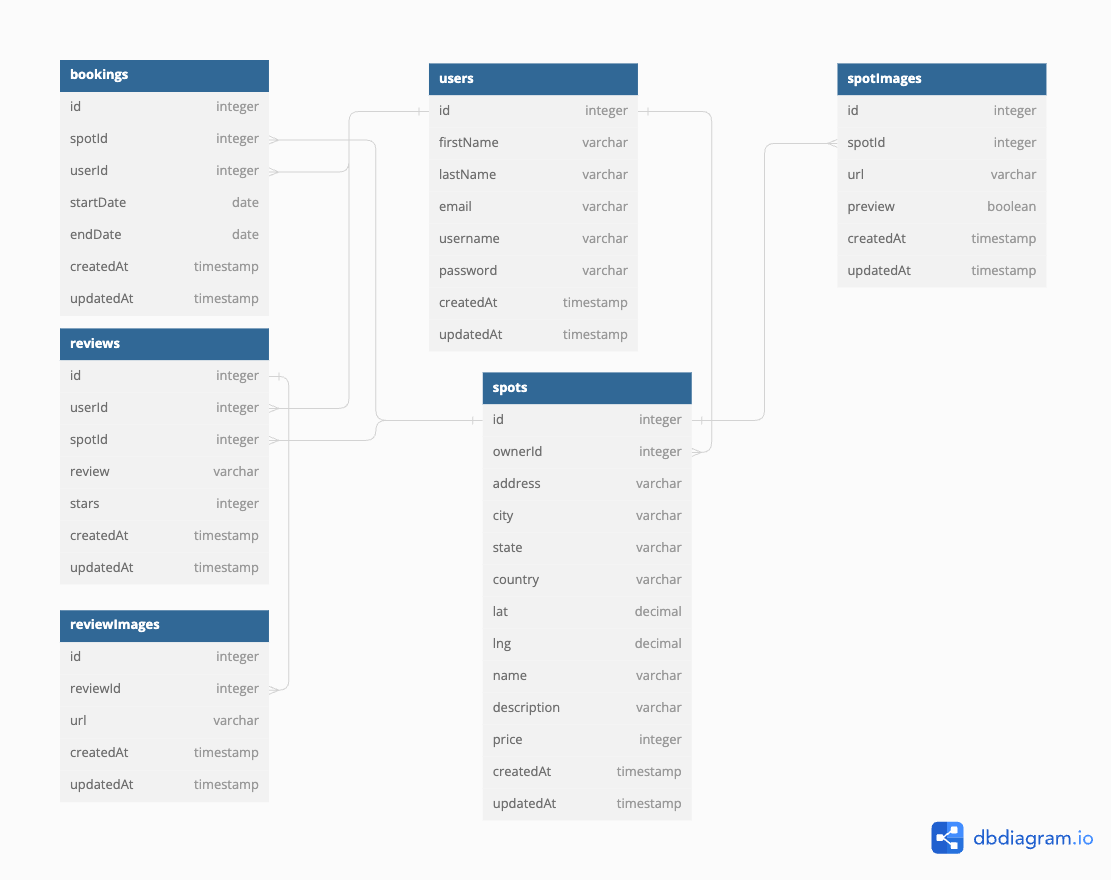 bookings
id integer
spotId integer
userId integer
startDate date
endDate date
createdAt timestamp
updatedAt timestamp
reviews
id integer
userId integer
spotId integer
review varchar
stars integer
createdAt timestamp
updatedAt timestamp
reviewImages
id integer
reviewId integer
url varchar
createdAt timestamp
updatedAt timestamp
users
id integer
firstName varchar
lastName varchar
email varchar
username varchar
password varchar
createdAt timestamp
updatedAt timestamp
spots
id integer
ownerId integer
address varchar
city varchar
state varchar
country varchar
lat decimal
lng decimal
name varchar
description varchar
price integer
createdAt timestamp
updatedAt timestamp
spotImages
id integer
spotId integer
url varchar
preview boolean
createdAt timestamp
updatedAt timestamp
dbdiagram.io